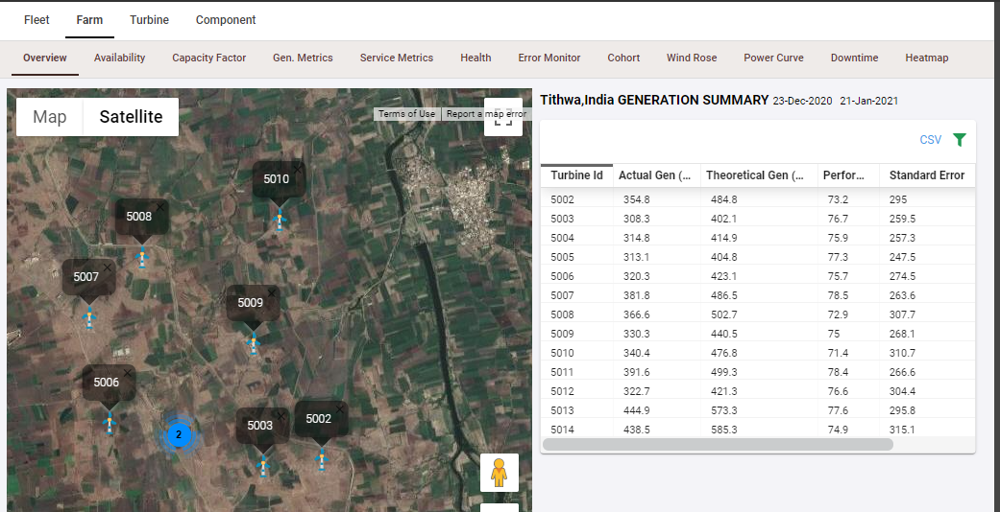 Fleet Farm Turbine Component
Overview Availability Capacity Factor Gen. Metrics Service Metrics Health Error Monitor Cohort Wind Rose Power Curve Downtime Heatmap
Map Satellite
Terms of Use Report a map error
5010
5008
5007
5009
5006
5003
5002
2
Tithwa,India GENERATION SUMMARY 23-Dec-2020 21-Jan-2021
CSV
Turbine Id Actual Gen (... Theoretical Gen (... Perfor... Standard Error
5002 354.8 484.8 73.2 295
5003 308.3 402.1 76.7 259.5
5004 314.8 414.9 75.9 257.3
5005 313.1 404.8 77.3 247.5
5006 320.3 423.1 75.7 274.5
5007 381.8 486.5 78.5 263.6
5008 366.6 502.7 72.9 307.7
5009 330.3 440.5 75 268.1
5010 340.4 476.8 71.4 310.7
5011 391.6 499.3 78.4 266.6
5012 322.7 421.3 76.6 304.4
5013 444.9 573.3 77.6 295.8
5014 438.5 585.3 74.9 315.1